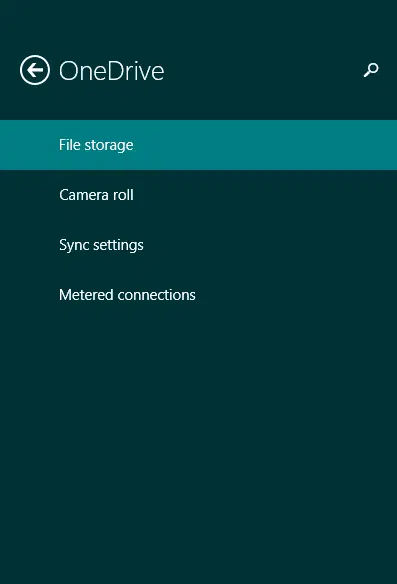 OneDrive
File storage
Camera roll
Sync settings
Metered connections